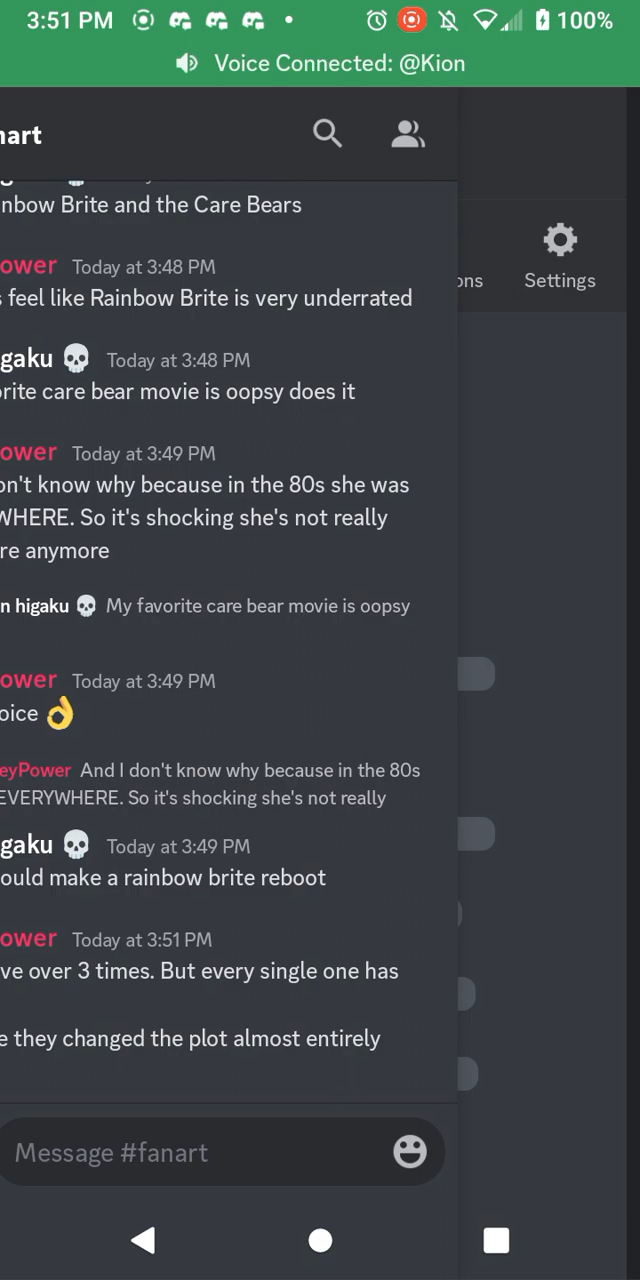 3:51 PM 100%
Voice Connected: @Kion
nart
nbow Brite and the Care Bears
ons
Settings
ower Today at 3:48 PM
s feel like Rainbow Brite is very underrated
gaku 💀 Today at 3:48 PM
orite care bear movie is oopsy does it
ower Today at 3:49 PM
on't know why because in the 80s she was
WHERE. So it's shocking she's not really
re anymore
n higaku 💀 My favorite care bear movie is oopsy
ower Today at 3:49 PM
oice 👌
eyPower And I don't know why because in the 80s
EVERYWHERE. So it's shocking she's not really
gaku 💀 Today at 3:49 PM
ould make a rainbow brite reboot
ower Today at 3:51 PM
ve over 3 times. But every single one has
e they changed the plot almost entirely
Message #fanart